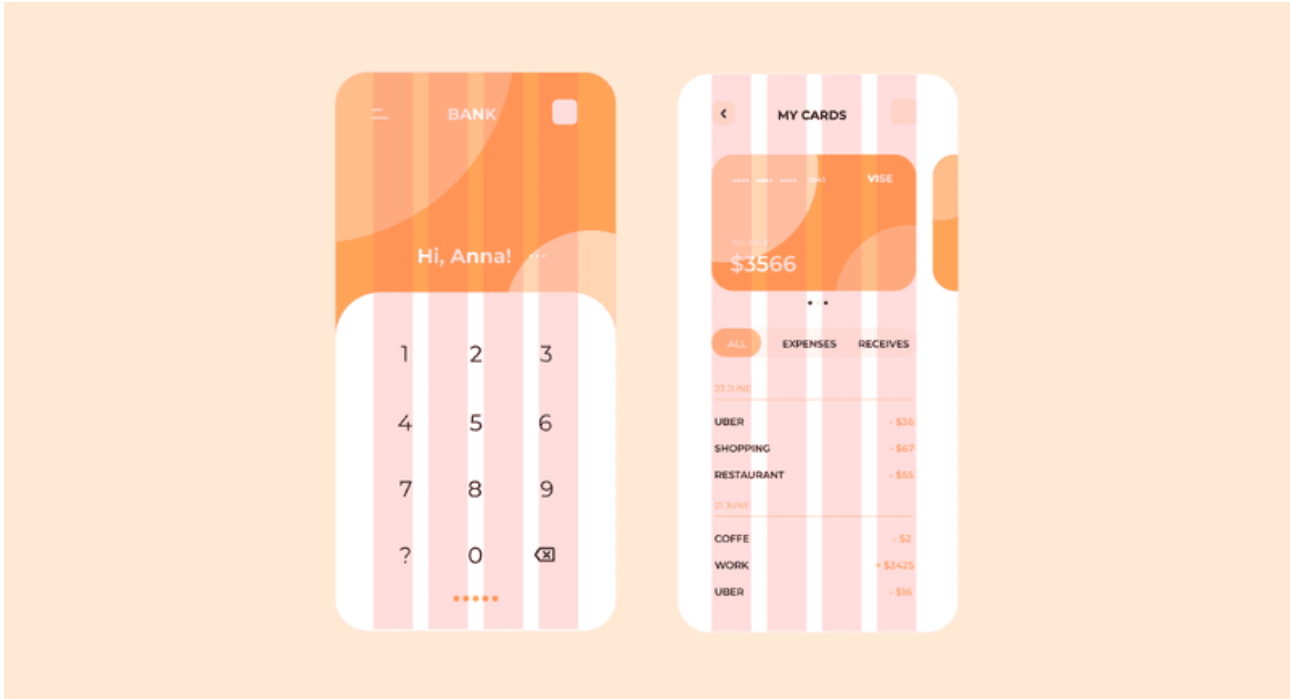 BANK
Hi, Anna!
1 2 3
4 5 6
7 8 9
? 0
MY CARDS
VISE
$3566
ALL EXPENSES RECEIVES
23 JUNE
UBER - $36
SHOPPING - $67
RESTAURANT - $55
21 JUNE
COFFE - $2
WORK + $3425
UBER - $16